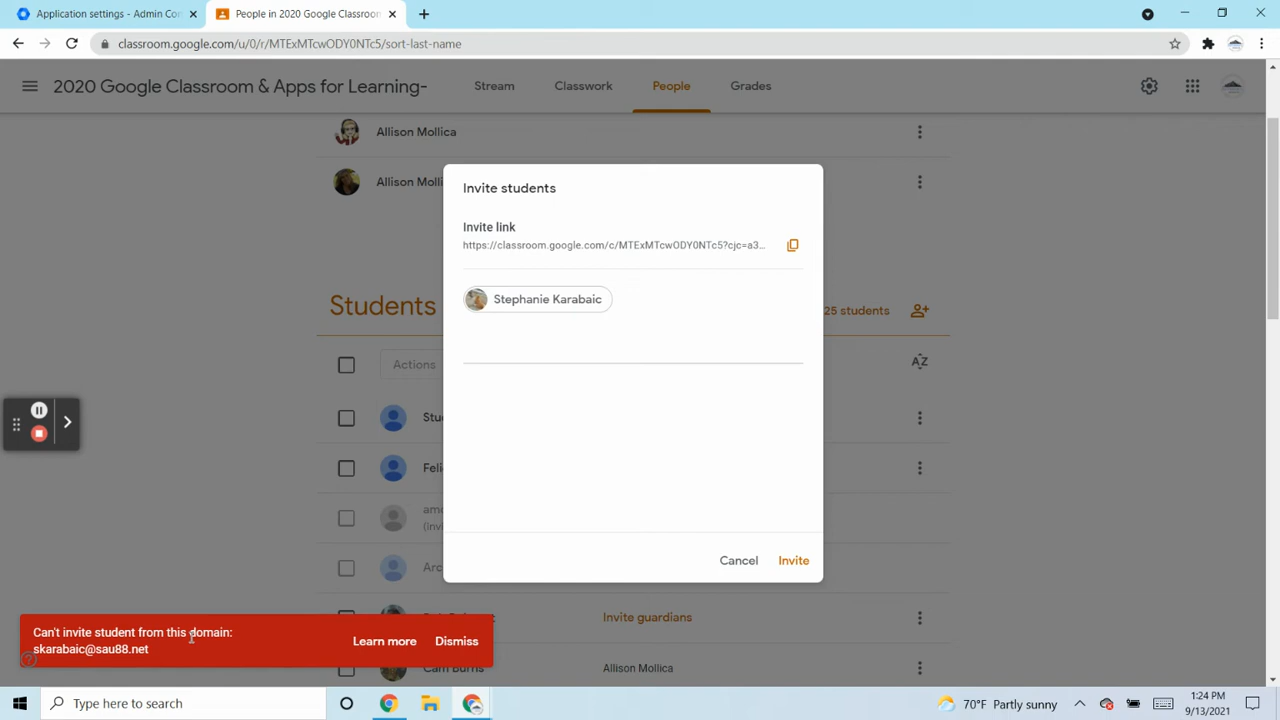 Application settings - Admin Con
People in 2020 Google Classroom
classroom.google.com/u/0/r/MTExMTcwODY0NTc5/sort-last-name
2020 Google Classroom & Apps for Learning-
Stream
Classwork
People
Grades
Allison Mollica
Allison Molli
Invite students
Invite link
https://classroom.google.com/c/MTExMTcwODY0NTc5?cjc=a3...
Stephanie Karabaic
Students
25 students
Actions
AZ
Stu
Feli
(invi
Arc
Cancel
Invite
Invite guardians
Can't invite student from this domain:
skarabaic@sau88.net
Learn more
Dismiss
Cam Burns
Allison Mollica
Type here to search
70°F Partly sunny
1:24 PM
9/13/2021